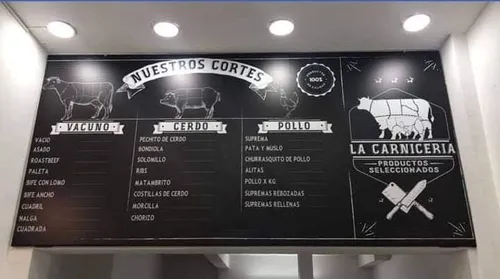 NUESTROS CORTES
100%
VACUNO
VACIO
ASADO
ROASTBEEF
PALETA
BIFE CON LOMO
BIFE ANCHO
CUADRIL
NALGA
CUADRADA
CERDO
PECHITO DE CERDO
BONDIOLA
SOLOMILLO
RIBS
MATAMBRITO
COSTILLAS DE CERDO
MORCILLA
CHORIZO
POLLO
SUPREMA
PATA Y MUSLO
CHURRASQUITO DE POLLO
ALITAS
POLLO X KG
SUPREMAS REBOZADAS
SUPREMAS RELLENAS
LA CARNICERIA
PRODUCTOS
SELECCIONADOS